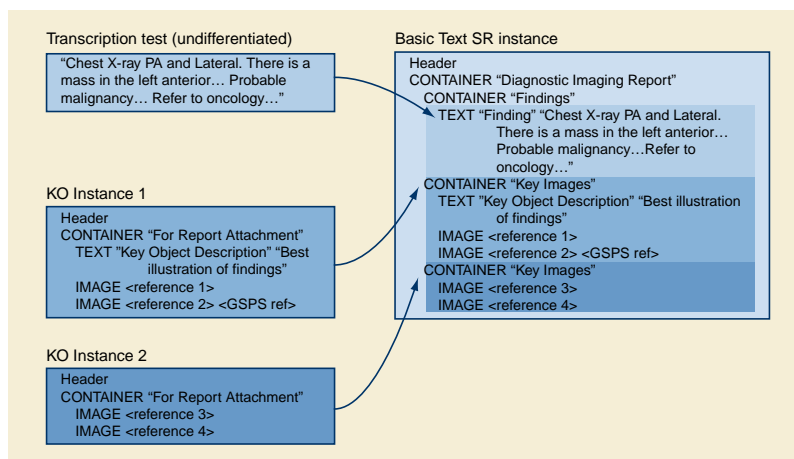 Transcription test (undifferentiated)
“Chest X-ray PA and Lateral. There is a
mass in the left anterior… Probable
malignancy… Refer to oncology…”
KO Instance 1
Header
CONTAINER “For Report Attachment”
TEXT ”Key Object Description” “Best
illustration of findings”
IMAGE <reference 1>
IMAGE <reference 2> <GSPS ref>
KO Instance 2
Header
CONTAINER “For Report Attachment”
IMAGE <reference 3>
IMAGE <reference 4>
Basic Text SR instance
Header
CONTAINER “Diagnostic Imaging Report”
CONTAINER “Findings”
TEXT “Finding” “Chest X-ray PA and Lateral.
There is a mass in the left anterior…
Probable malignancy…Refer to
oncology…”
CONTAINER “Key Images”
TEXT “Key Object Description” “Best illustration
of findings”
IMAGE <reference 1>
IMAGE <reference 2> <GSPS ref>
CONTAINER “Key Images”
IMAGE <reference 3>
IMAGE <reference 4>